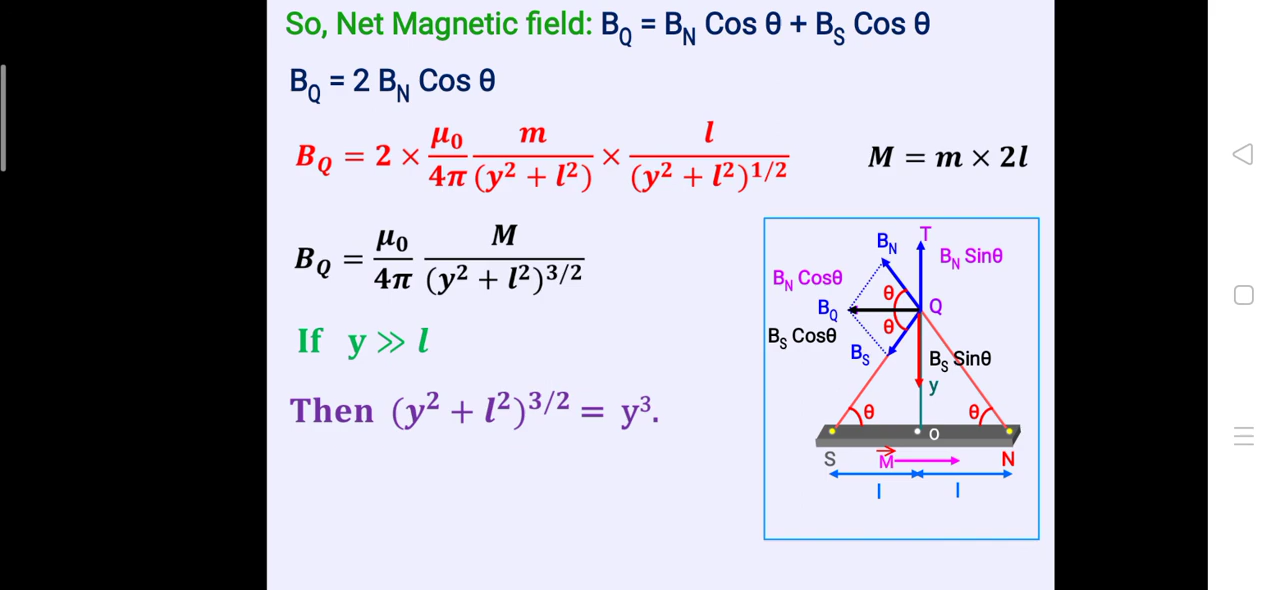 So, Net Magnetic field: B_Q = B_N Cos θ + B_S Cos θ
B_Q = 2 B_N Cos θ
B_Q = 2 × μ₀/4π m/(y² + l²) × l/(y² + l²)^1/2
M = m × 2l
B_Q = μ₀/4π M/(y² + l²)^3/2
If y ≫ l
Then (y² + l²)^3/2 = y³.
T
B_N
B_N Sinθ
B_N Cosθ
θ
B_Q
Q
θ
B_S Cosθ
B_S
B_S Sinθ
y
θ
θ
O
S
M⃗
N
l
l